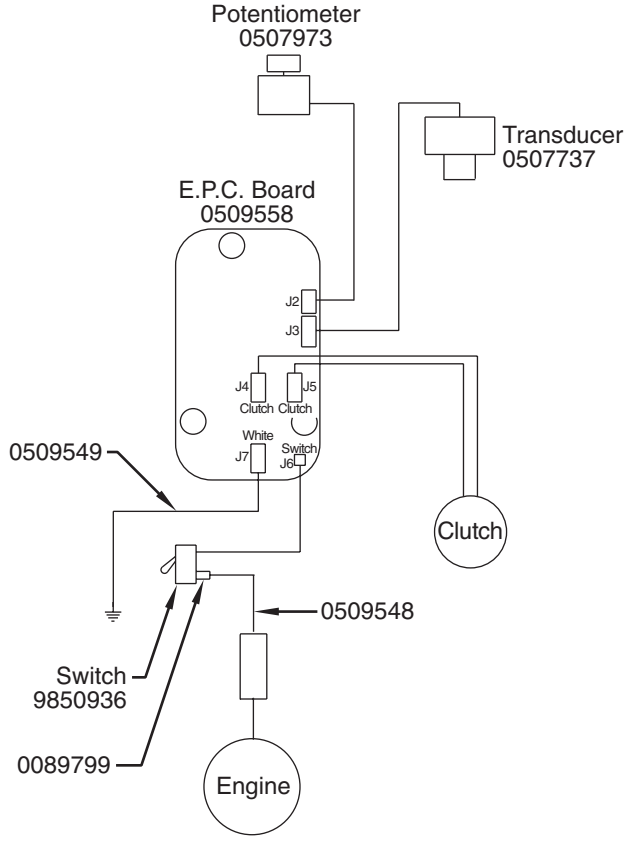 Potentiometer
0507973
Transducer
0507737
E.P.C. Board
0509558
J2
J3
J4
J5
Clutch
Clutch
White
Switch
J7
J6
0509549
Clutch
0509548
Switch
9850936
0089799
Engine